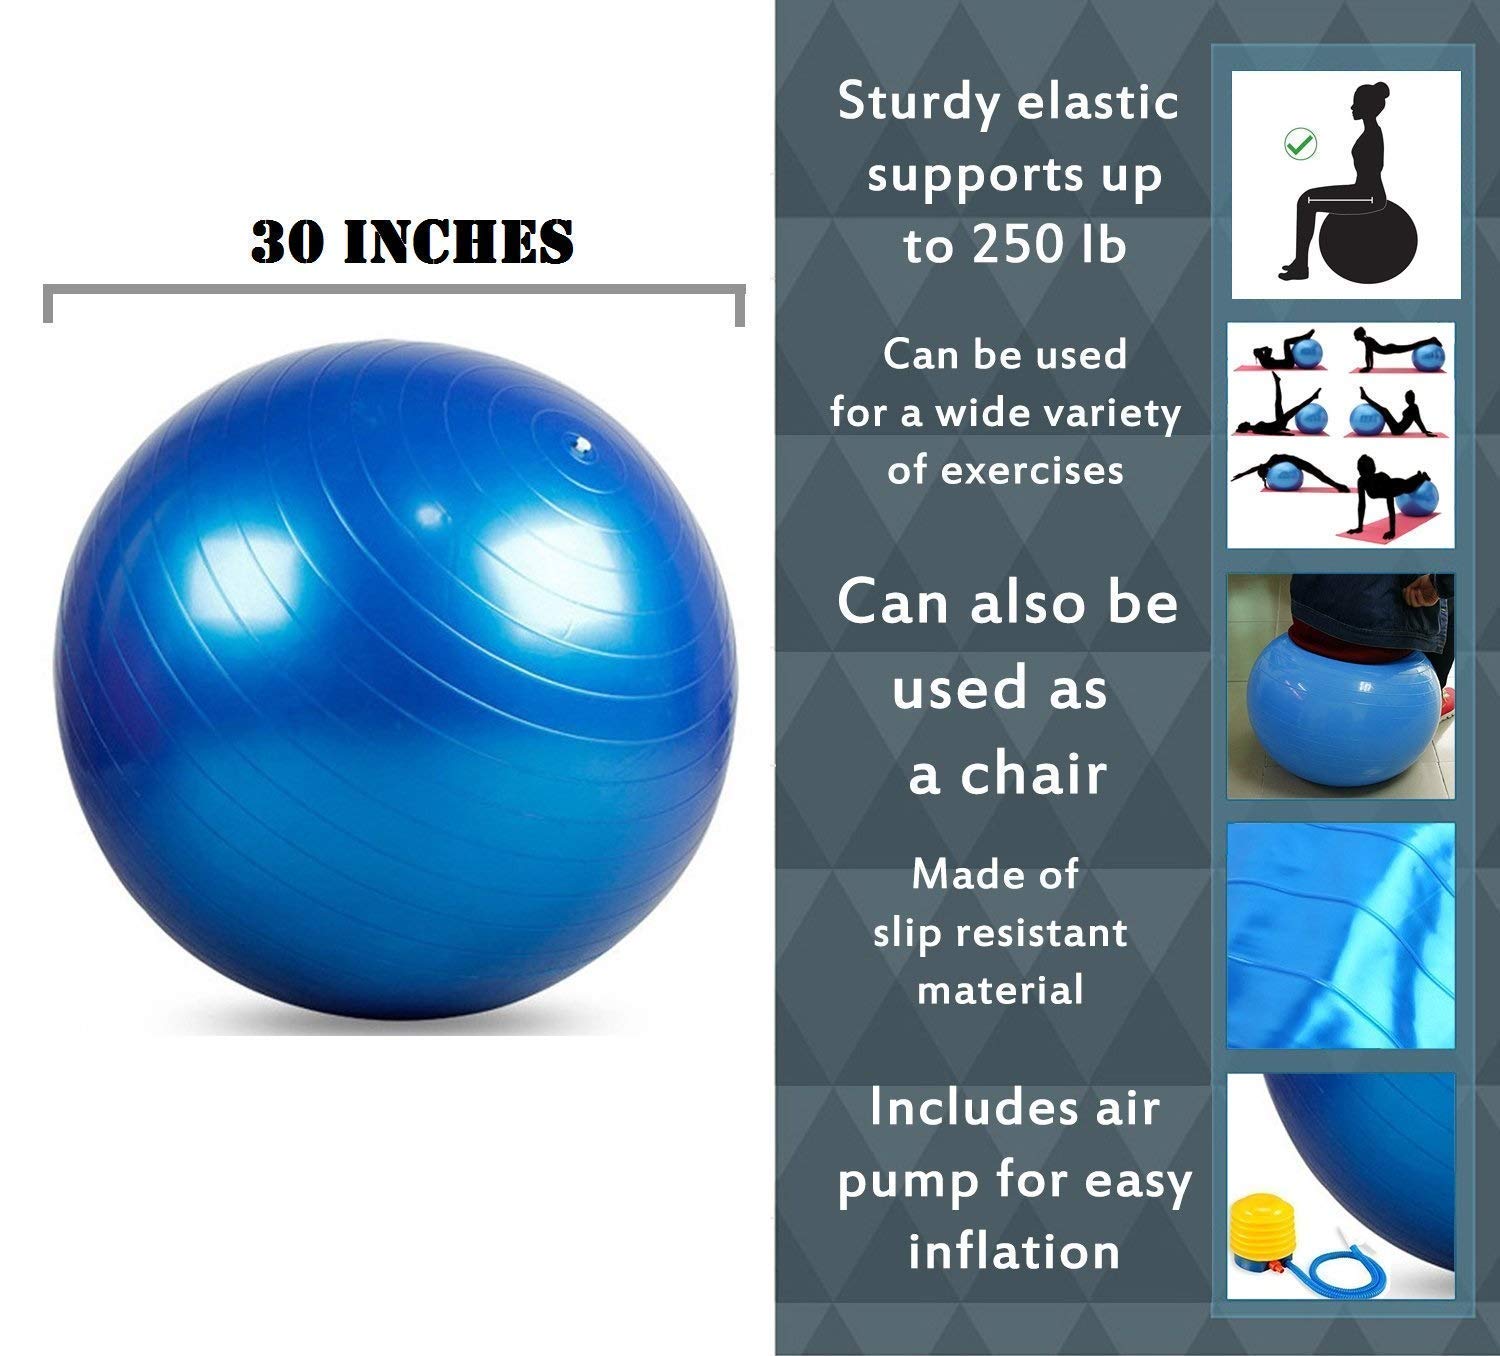 30 INCHES
Sturdy elastic
supports up
to 250 lb
Can be used
for a wide variety
of exercises
Can also be
used as
a chair
Made of
slip resistant
material
Includes air
pump for easy
inflation